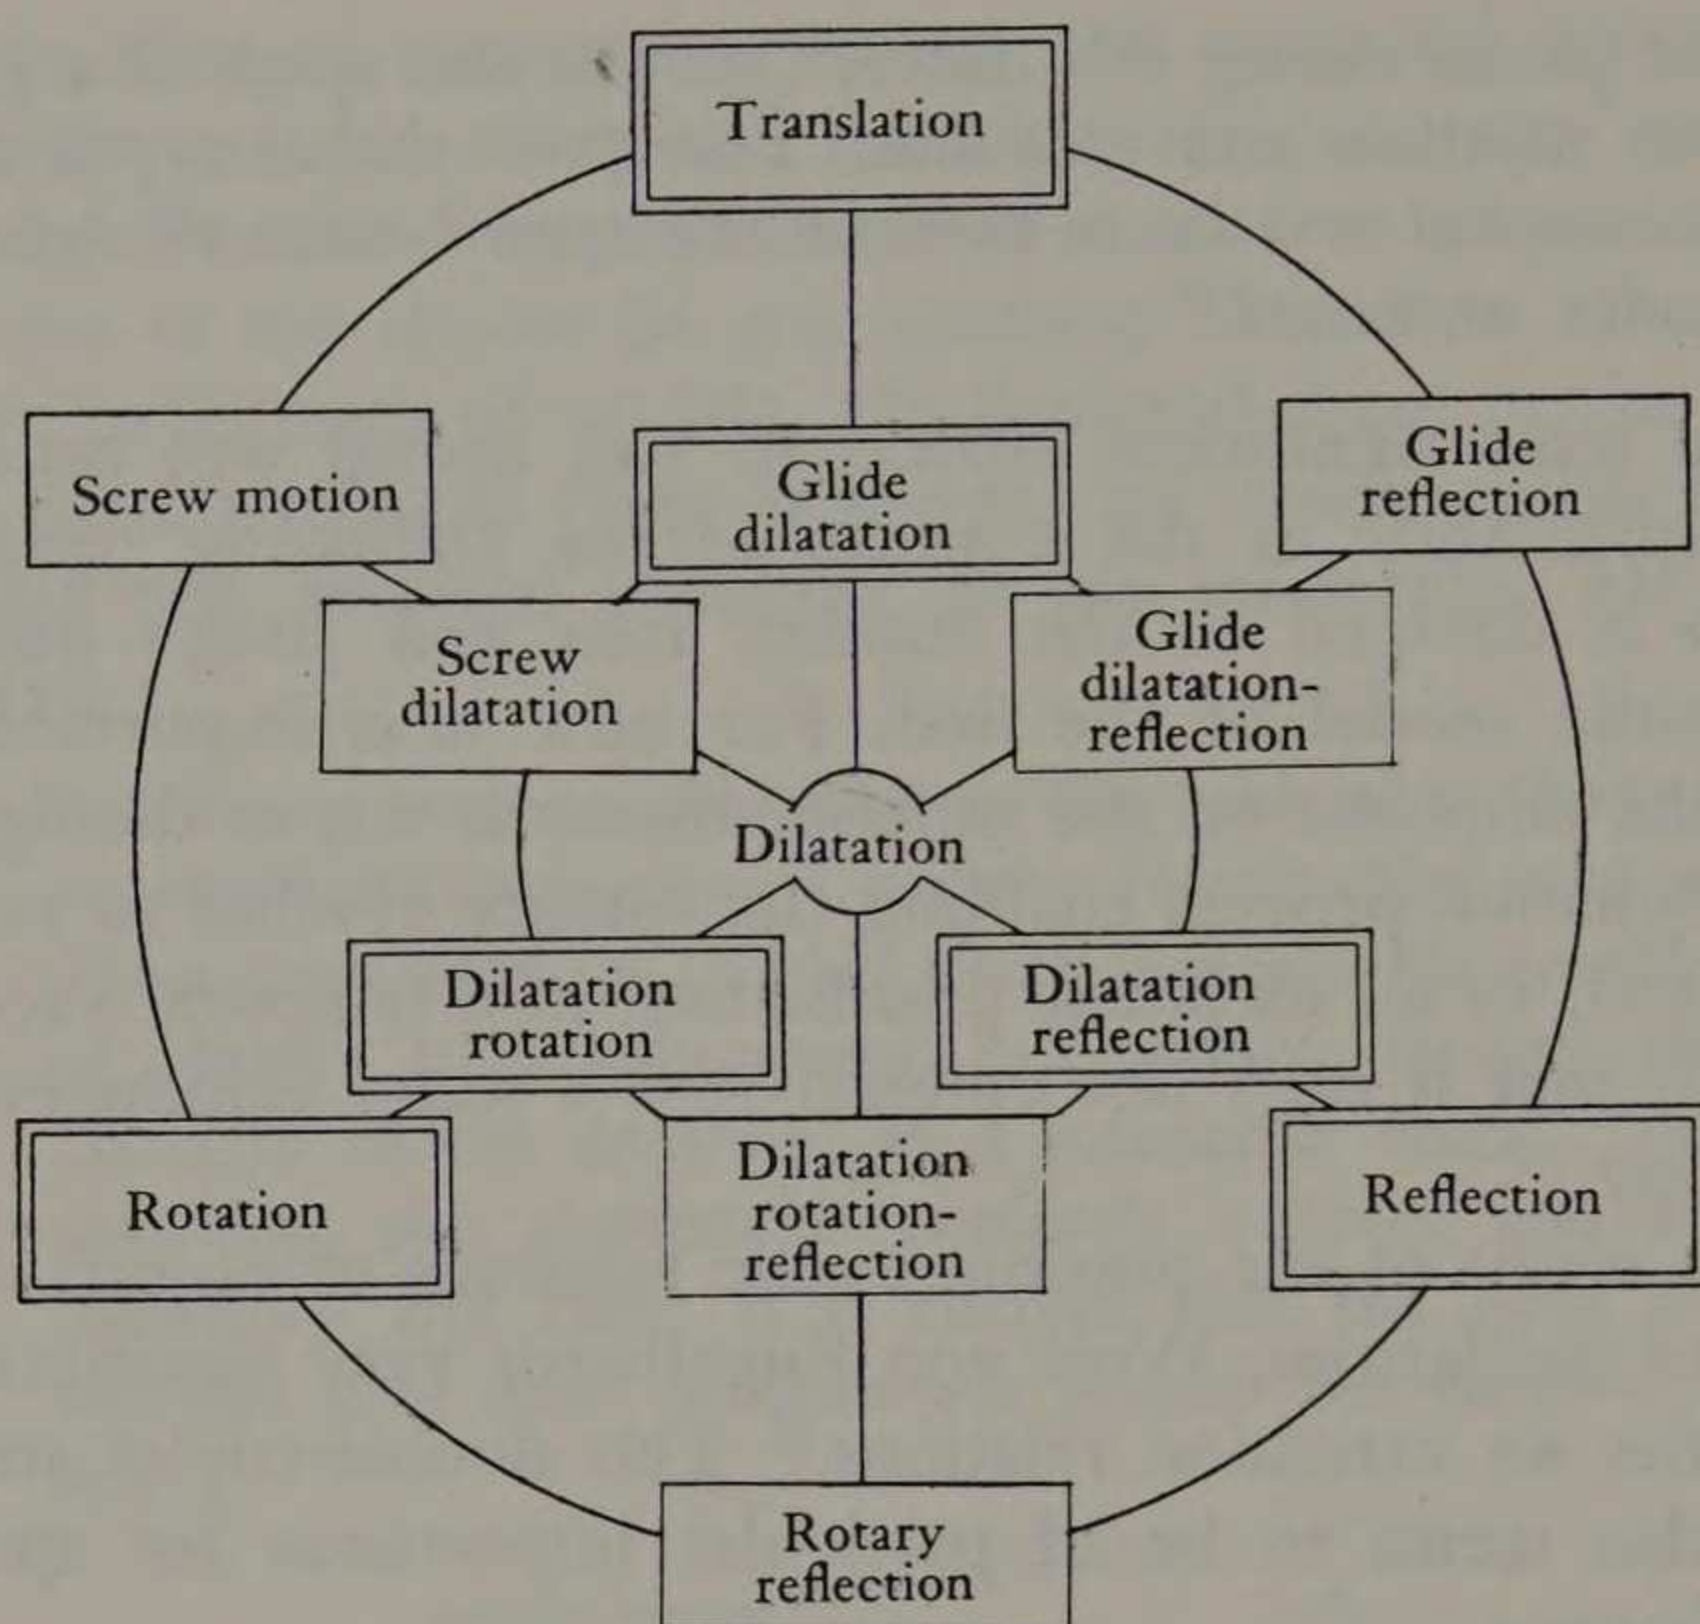 Translation
Screw motion
Glide
dilatation
Glide
reflection
Screw
dilatation
Glide
dilatation-
reflection
Dilatation
Dilatation
rotation
Dilatation
reflection
Rotation
Dilatation
rotation-
reflection
Reflection
Rotary
reflection